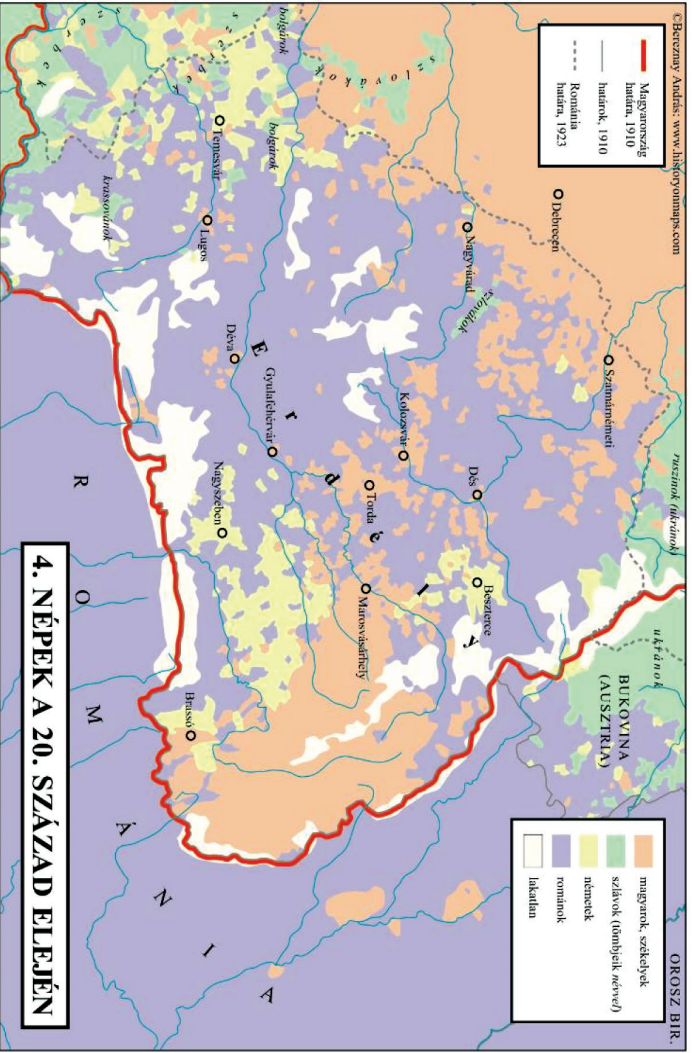 ©Bereznay András: www.historyonmaps.com
Magyarország
határa, 1910
határok, 1910
Románia
határa, 1923
OROSZ BIR.
BUKOVINA
(AUSZTRIA)
ruszinok (ukránok)
ukránok
magyarok, székelyek
szlávok (tömbjeik névvel)
németek
románok
lakatlan
Debrecen
Szatmárnémeti
Nagyvárad
szlovákok
Dés
Beszterce
Kolozsvár
Torda
Marosvásárhely
Erdély
szlovákok
bolgárok
bolgárok
szerbek
szerbek
Temesvár
Lugos
krassovánok
Déva
Gyulafehérvár
Nagyszeben
Brassó
ROMÁNIA
4. NÉPEK A 20. SZÁZAD ELEJÉN